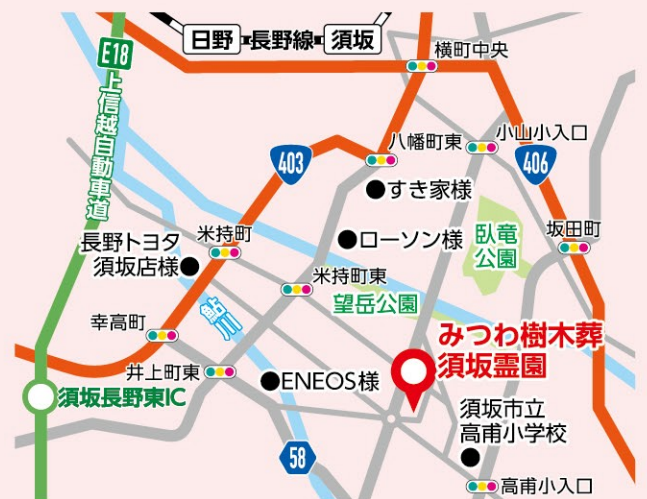 日野
長野線
須坂
E18
上信越自動車道
横町中央
403
八幡町東
小山小入口
406
すき家様
長野トヨタ
須坂店様
米持町
ローソン様
臥竜
公園
坂田町
米持町東
望岳公園
幸高町
鮎川
みつわ樹木葬
須坂霊園
井上町東
ENEOS様
須坂長野東IC
須坂市立
高甫小学校
58
高甫小入口